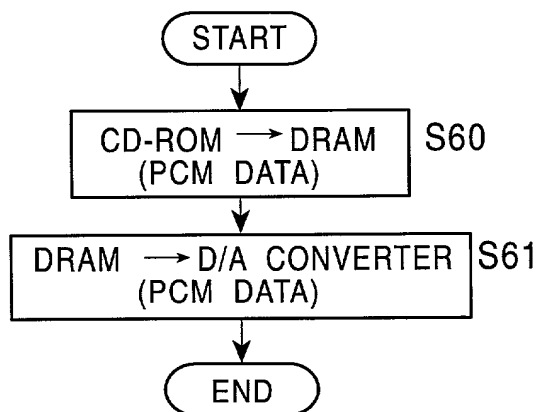 START
CD-ROM → DRAM S60
(PCM DATA)
DRAM → D/A CONVERTER S61
(PCM DATA)
END